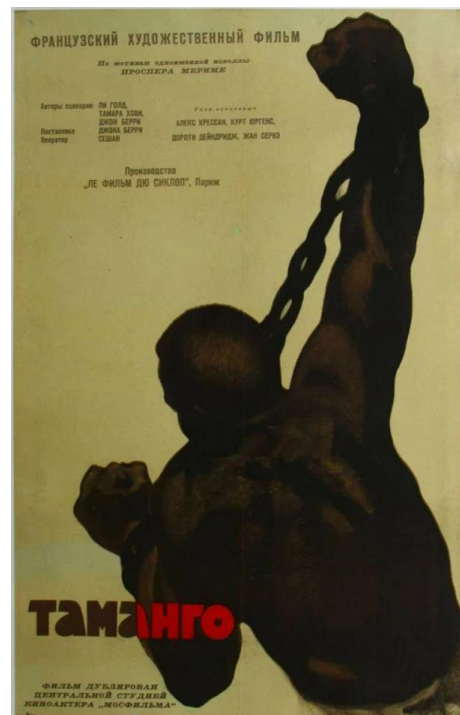 ФРАНЦУЗСКИЙ ХУДОЖЕСТВЕННЫЙ ФИЛЬМ
По мотивам одноименной новеллы
ПРОСПЕРА МЕРИМЕ
Авторы сценария: ЛИ ГОЛД,
ТАМАРА ХОВИ,
ДЖОН БЕРРИ
Постановка ДЖОНА БЕРРИ
Оператор СЕШАН
Роли исполняют:
АЛЕКС КРЕССАН, КУРТ ЮРГЕНС,
ДОРОТИ ДЕЙНДРИДЖ, ЖАН СЕРВЭ
Производство
„ЛЕ ФИЛЬМ ДЮ СИКЛОП“, Париж
ТАМАНГО
ФИЛЬМ ДУБЛИРОВАН
ЦЕНТРАЛЬНОЙ СТУДИЕЙ
КИНОАКТЕРА „МОСФИЛЬМА“